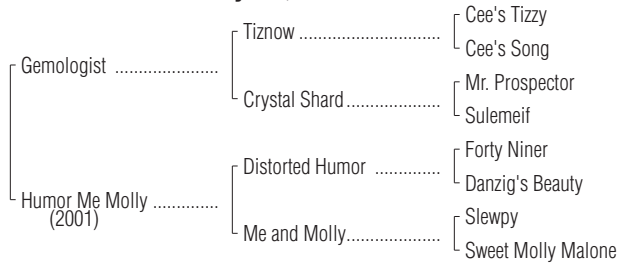 Cee's Tizzy
Tiznow
Cee's Song
Gemologist
Mr. Prospector
Crystal Shard
Sulemeif
Forty Niner
Distorted Humor
Danzig's Beauty
Humor Me Molly
(2001)
Slewpy
Me and Molly
Sweet Molly Malone